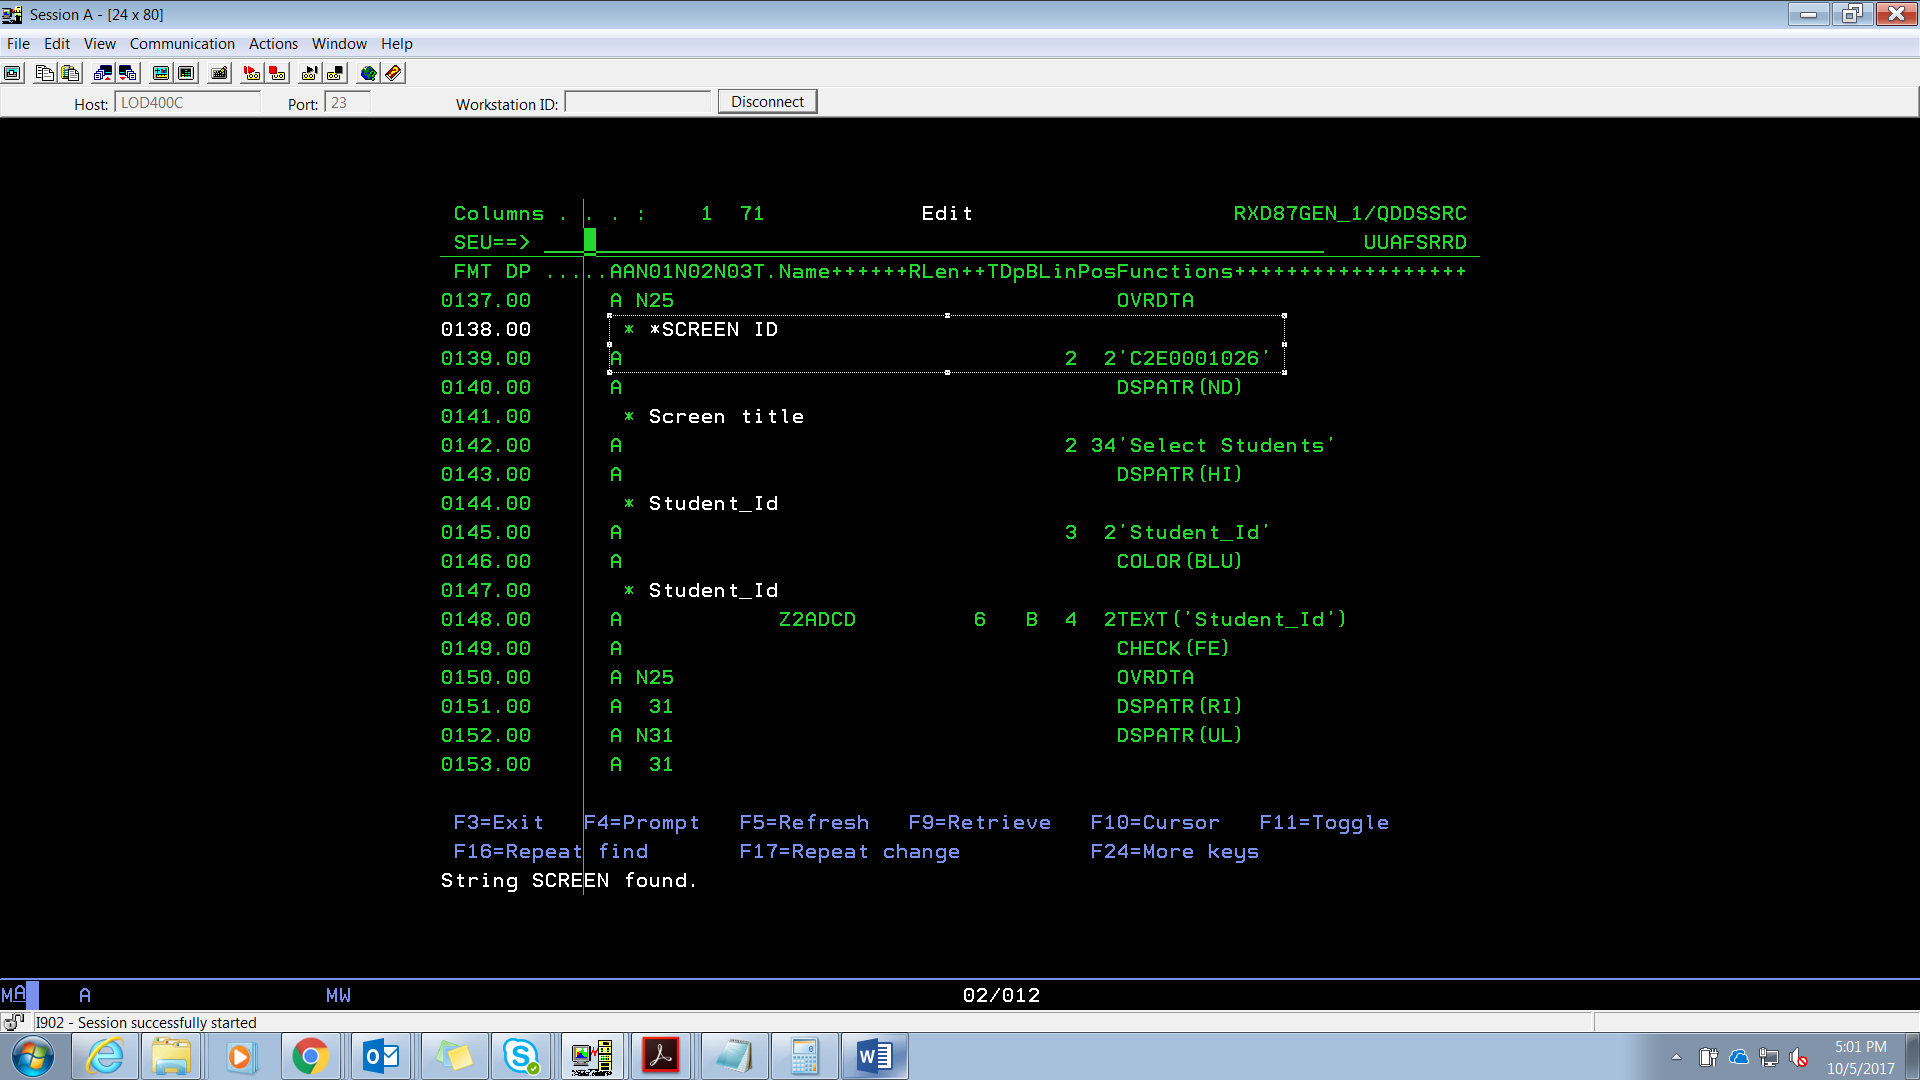 Session A - [24 x 80]
File Edit View Communication Actions Window Help
Host: LOD400C Port: 23 Workstation ID: Disconnect
Columns . . . : 1 71 Edit RXD87GEN_1/QDDSSRC
SEU==> UUAFSRRD
FMT DP .....AAN01N02N03T.Name++++++RLen++TDpBLinPosFunctions++++++++++++++++++
0137.00 A N25 OVRDTA
0138.00 * *SCREEN ID
0139.00 A 2 2'C2E0001026'
0140.00 A DSPATR(ND)
0141.00 * Screen title
0142.00 A 2 34'Select Students'
0143.00 A DSPATR(HI)
0144.00 * Student_Id
0145.00 A 3 2'Student_Id'
0146.00 A COLOR(BLU)
0147.00 * Student_Id
0148.00 A Z2ADCD 6 B 4 2TEXT('Student_Id')
0149.00 A CHECK(FE)
0150.00 A N25 OVRDTA
0151.00 A 31 DSPATR(RI)
0152.00 A N31 DSPATR(UL)
0153.00 A 31
F3=Exit F4=Prompt F5=Refresh F9=Retrieve F10=Cursor F11=Toggle
F16=Repeat find F17=Repeat change F24=More keys
String SCREEN found.
MA A MW 02/012
I902 - Session successfully started
5:01 PM
10/5/2017